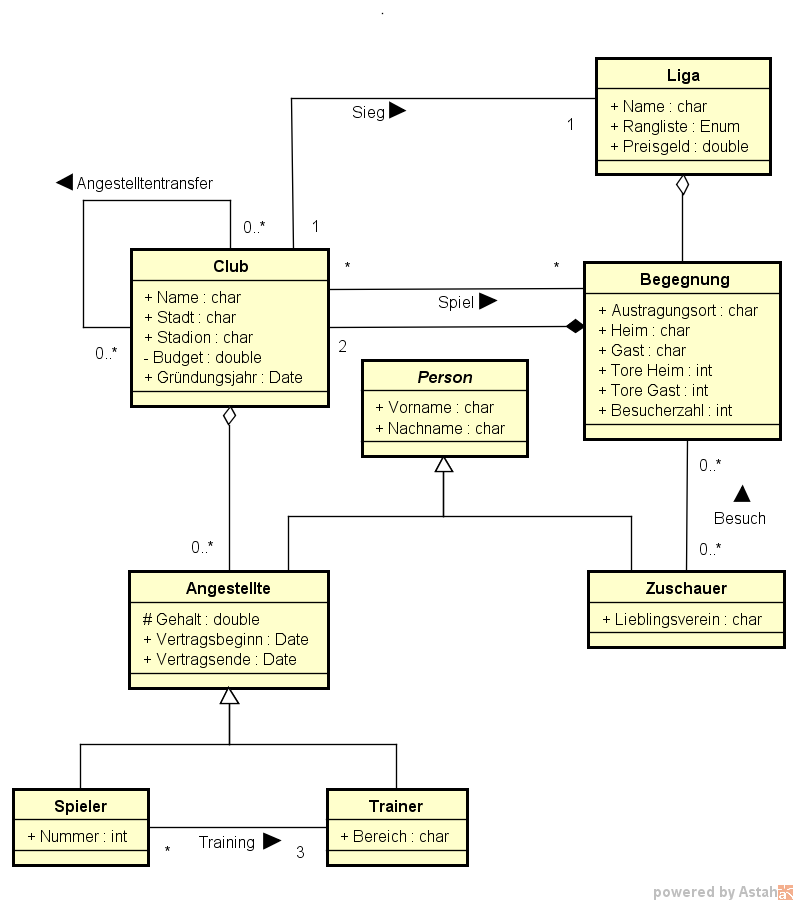 Liga
+ Name : char
+ Rangliste : Enum
+ Preisgeld : double
Sieg
1
1
Angestelltentransfer
0..*
0..*
Club
+ Name : char
+ Stadt : char
+ Stadion : char
- Budget : double
+ Gründungsjahr : Date
*
*
Spiel
2
Begegnung
+ Austragungsort : char
+ Heim : char
+ Gast : char
+ Tore Heim : int
+ Tore Gast : int
+ Besucherzahl : int
Person
+ Vorname : char
+ Nachname : char
0..*
Besuch
0..*
0..*
Angestellte
# Gehalt : double
+ Vertragsbeginn : Date
+ Vertragsende : Date
Zuschauer
+ Lieblingsverein : char
Spieler
+ Nummer : int
Training
*
3
Trainer
+ Bereich : char
powered by Astah